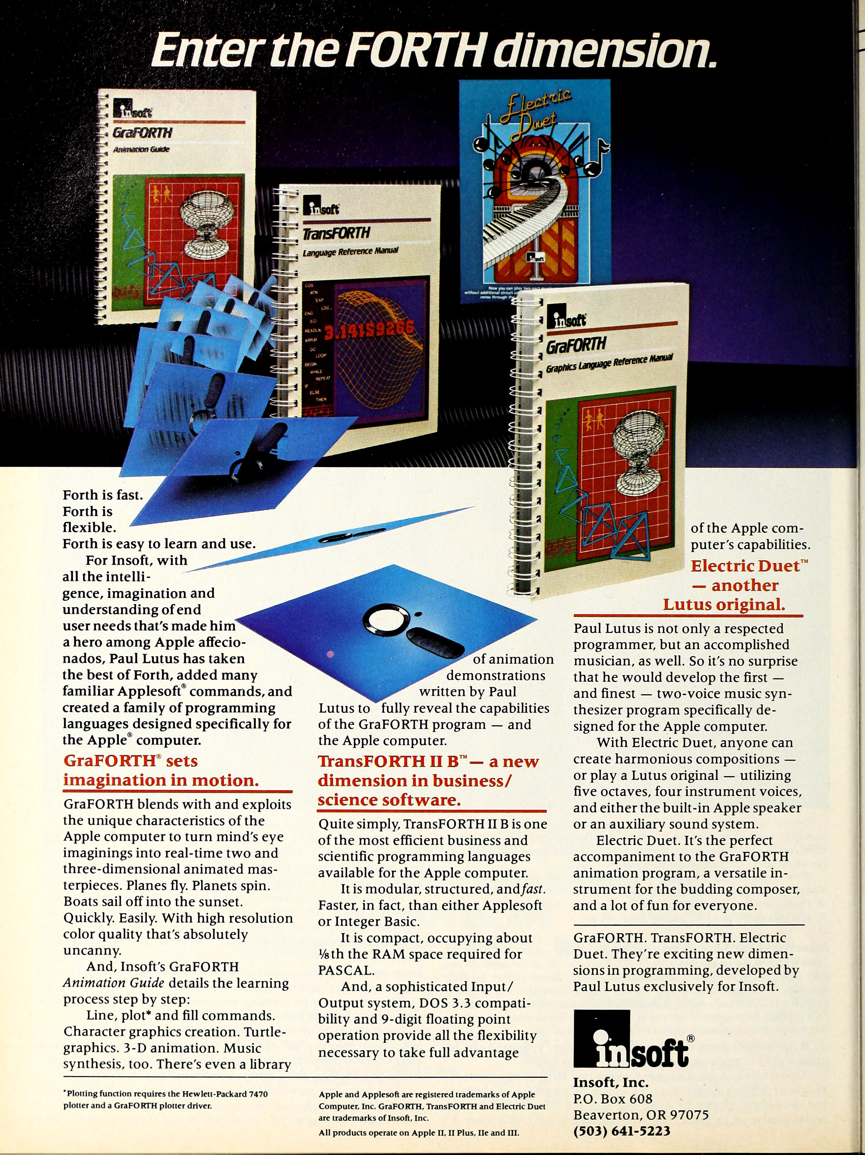 Enter the FORTH dimension.
insoft®
GraFORTH
Animation Guide
insoft®
TransFORTH
Language Reference Manual
3.14159266
READLN
ARRAY
DO
LOOP
BEGIN
WHILE
REPEAT
IF
ELSE
THEN
Electric
Duet
insoft
insoft®
GraFORTH
Graphics Language Reference Manual
Forth is fast.
Forth is
flexible.
Forth is easy to learn and use.
For Insoft, with
all the intelli-
gence, imagination and
understanding of end
user needs that's made him
a hero among Apple affecio-
nados, Paul Lutus has taken
the best of Forth, added many
familiar Applesoft® commands, and
created a family of programming
languages designed specifically for
the Apple® computer.
GraFORTH® sets
imagination in motion.
GraFORTH blends with and exploits
the unique characteristics of the
Apple computer to turn mind's eye
imaginings into real-time two and
three-dimensional animated mas-
terpieces. Planes fly. Planets spin.
Boats sail off into the sunset.
Quickly. Easily. With high resolution
color quality that's absolutely
uncanny.
And, Insoft's GraFORTH
Animation Guide details the learning
process step by step:
Line, plot* and fill commands.
Character graphics creation. Turtle-
graphics. 3-D animation. Music
synthesis, too. There's even a library
of animation
demonstrations
written by Paul
Lutus to fully reveal the capabilities
of the GraFORTH program — and
the Apple computer.
TransFORTH II B™ — a new
dimension in business/
science software.
Quite simply, TransFORTH II B is one
of the most efficient business and
scientific programming languages
available for the Apple computer.
It is modular, structured, and fast.
Faster, in fact, than either Applesoft
or Integer Basic.
It is compact, occupying about
⅛th the RAM space required for
PASCAL.
And, a sophisticated Input/
Output system, DOS 3.3 compati-
bility and 9-digit floating point
operation provide all the flexibility
necessary to take full advantage
of the Apple com-
puter's capabilities.
Electric Duet™
— another
Lutus original.
Paul Lutus is not only a respected
programmer, but an accomplished
musician, as well. So it's no surprise
that he would develop the first —
and finest — two-voice music syn-
thesizer program specifically de-
signed for the Apple computer.
With Electric Duet, anyone can
create harmonious compositions —
or play a Lutus original — utilizing
five octaves, four instrument voices,
and either the built-in Apple speaker
or an auxiliary sound system.
Electric Duet. It's the perfect
accompaniment to the GraFORTH
animation program, a versatile in-
strument for the budding composer,
and a lot of fun for everyone.
GraFORTH. TransFORTH. Electric
Duet. They're exciting new dimen-
sions in programming, developed by
Paul Lutus exclusively for Insoft.
insoft®
Insoft, Inc.
P.O. Box 608
Beaverton, OR 97075
(503) 641-5223
*Plotting function requires the Hewlett-Packard 7470
plotter and a GraFORTH plotter driver.
Apple and Applesoft are registered trademarks of Apple
Computer, Inc. GraFORTH, TransFORTH and Electric Duet
are trademarks of Insoft, Inc.
All products operate on Apple II, II Plus, IIe and III.